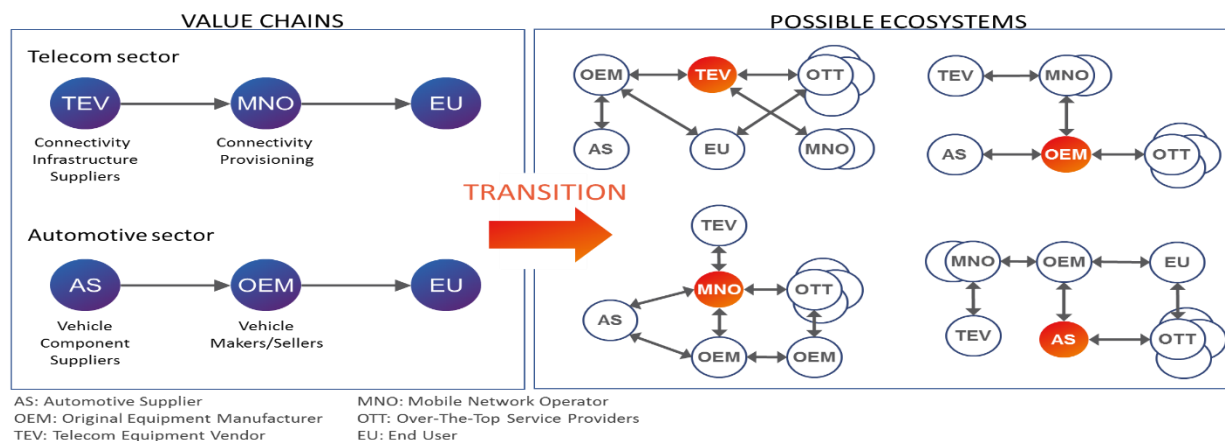 VALUE CHAINS
Telecom sector
TEV
MNO
EU
Connectivity
Infrastructure
Suppliers
Connectivity
Provisioning
Automotive sector
AS
OEM
EU
Vehicle
Component
Suppliers
Vehicle
Makers/Sellers
TRANSITION
POSSIBLE ECOSYSTEMS
OEM
TEV
OTT
AS
EU
MNO
TEV
MNO
AS
OEM
OTT
TEV
MNO
OTT
AS
OEM
OEM
MNO
OEM
EU
TEV
AS
OTT
AS: Automotive Supplier
OEM: Original Equipment Manufacturer
TEV: Telecom Equipment Vendor
MNO: Mobile Network Operator
OTT: Over-The-Top Service Providers
EU: End User